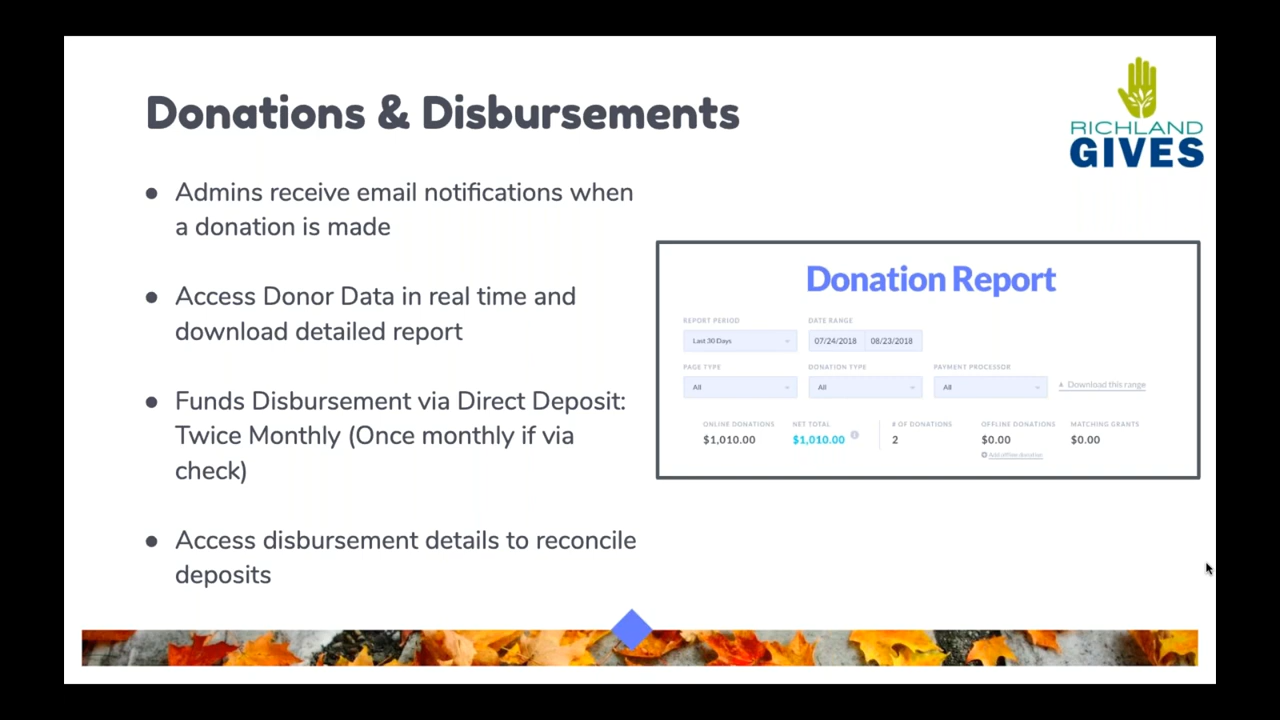 Donations & Disbursements
RICHLAND
GIVES
● Admins receive email notifications when
a donation is made
● Access Donor Data in real time and
download detailed report
● Funds Disbursement via Direct Deposit:
Twice Monthly (Once monthly if via
check)
● Access disbursement details to reconcile
deposits
Donation Report
REPORT PERIOD DATE RANGE
Last 30 Days 07/24/2018 08/23/2018
PAGE TYPE DONATION TYPE PAYMENT PROCESSOR
All All All Download this range
ONLINE DONATIONS NET TOTAL # OF DONATIONS OFFLINE DONATIONS MATCHING GRANTS
$1,010.00 $1,010.00 2 $0.00 $0.00
Add offline donation